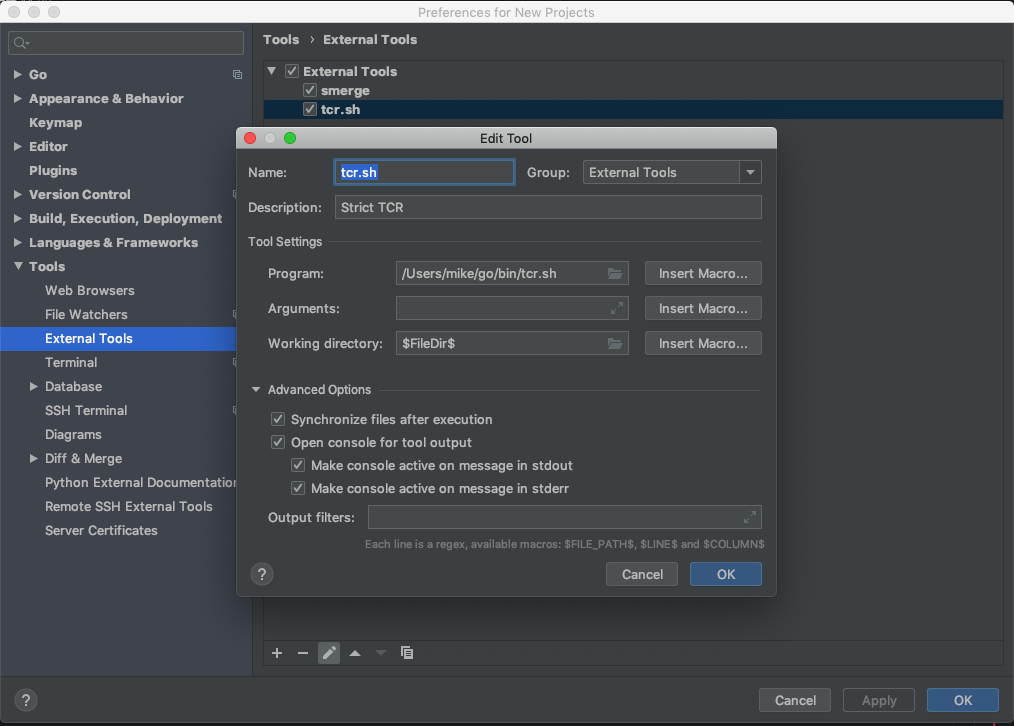 Preferences for New Projects
Tools › External Tools
Go
Appearance & Behavior
Keymap
Editor
Plugins
Version Control
Build, Execution, Deployment
Languages & Frameworks
Tools
Web Browsers
File Watchers
External Tools
Terminal
Database
SSH Terminal
Diagrams
Diff & Merge
Python External Documentation
Remote SSH External Tools
Server Certificates
External Tools
smerge
tcr.sh
Edit Tool
Name: tcr.sh Group: External Tools
Description: Strict TCR
Tool Settings
Program: /Users/mike/go/bin/tcr.sh Insert Macro...
Arguments: Insert Macro...
Working directory: $FileDir$ Insert Macro...
Advanced Options
Synchronize files after execution
Open console for tool output
Make console active on message in stdout
Make console active on message in stderr
Output filters:
Each line is a regex, available macros: $FILE_PATH$, $LINE$ and $COLUMN$
? Cancel OK
? Cancel Apply OK